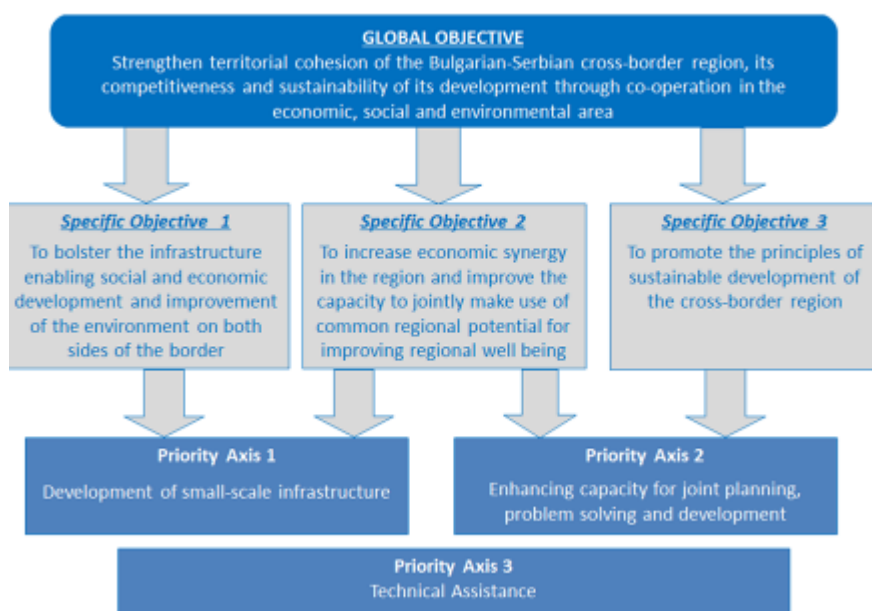 GLOBAL OBJECTIVE
Strengthen territorial cohesion of the Bulgarian-Serbian cross-border region, its
competitiveness and sustainability of its development through co-operation in the
economic, social and environmental area
Specific Objective 1
To bolster the infrastructure
enabling social and economic
development and improvement
of the environment on both
sides of the border
Specific Objective 2
To increase economic synergy
in the region and improve the
capacity to jointly make use of
common regional potential for
improving regional well being
Specific Objective 3
To promote the principles of
sustainable development of
the cross-border region
Priority Axis 1
Development of small-scale infrastructure
Priority Axis 2
Enhancing capacity for joint planning,
problem solving and development
Priority Axis 3
Technical Assistance